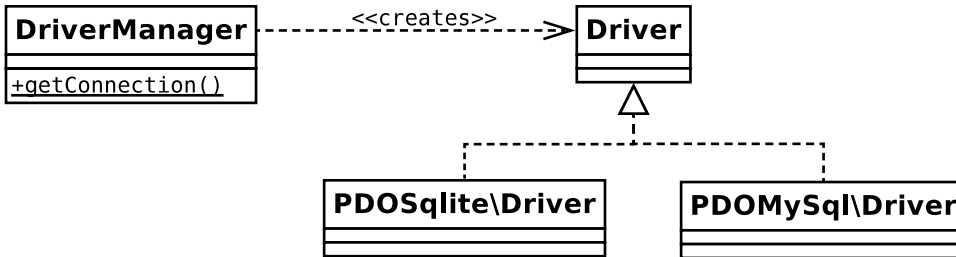 DriverManager
+getConnection()
<<creates>>
Driver
PDOSqlite\Driver
PDOMySql\Driver